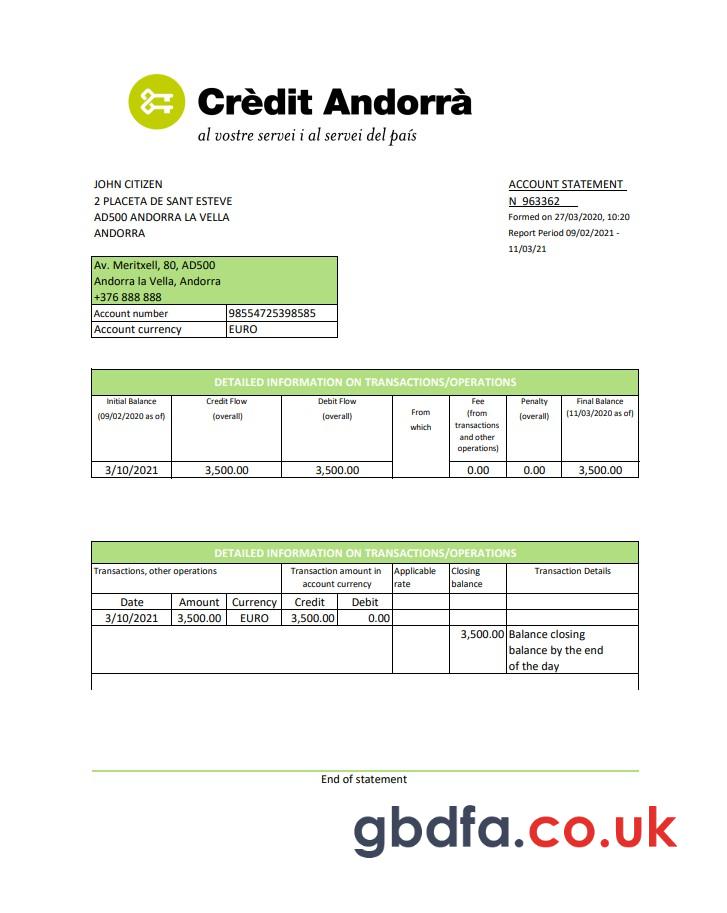 Crèdit Andorrà
al vostre servei i al servei del país
JOHN CITIZEN
2 PLACETA DE SANT ESTEVE
AD500 ANDORRA LA VELLA
ANDORRA
ACCOUNT STATEMENT
N 963362
Formed on 27/03/2020, 10:20
Report Period 09/02/2021 -
11/03/21
Av. Meritxell, 80, AD500
Andorra la Vella, Andorra
+376 888 888
Account number 98554725398585
Account currency EURO
DETAILED INFORMATION ON TRANSACTIONS/OPERATIONS
Initial Balance
(09/02/2020 as of)
Credit Flow
(overall)
Debit Flow
(overall)
From
which
Fee
(from
transactions
and other
operations)
Penalty
(overall)
Final Balance
(11/03/2020 as of)
3/10/2021 3,500.00 3,500.00 0.00 0.00 3,500.00
DETAILED INFORMATION ON TRANSACTIONS/OPERATIONS
Transactions, other operations
Transaction amount in
account currency
Applicable
rate
Closing
balance
Transaction Details
Date Amount Currency Credit Debit
3/10/2021 3,500.00 EURO 3,500.00 0.00
3,500.00 Balance closing
balance by the end
of the day
End of statement
gbdfa.co.uk